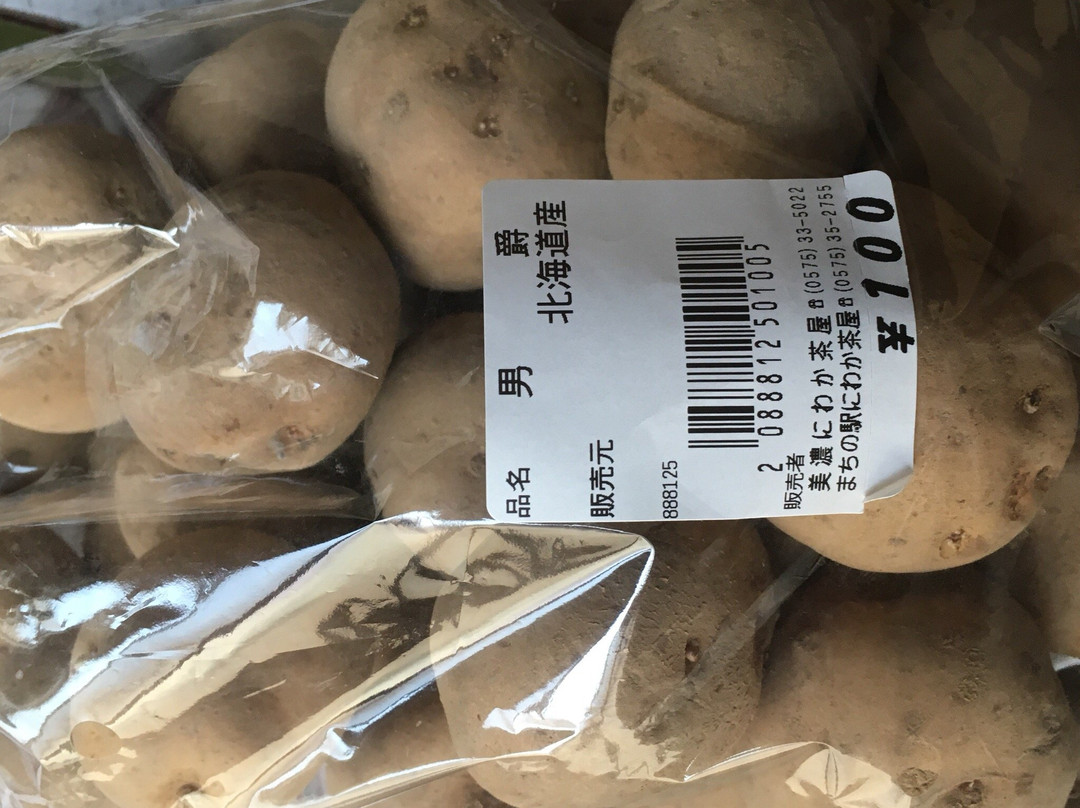 品名 男 爵
北海道産
販売元
888125
2 088812 501005
販売者
美濃にわか茶屋☎(0575)33-5022
まちの駅にわか茶屋☎(0575)35-2755
¥100